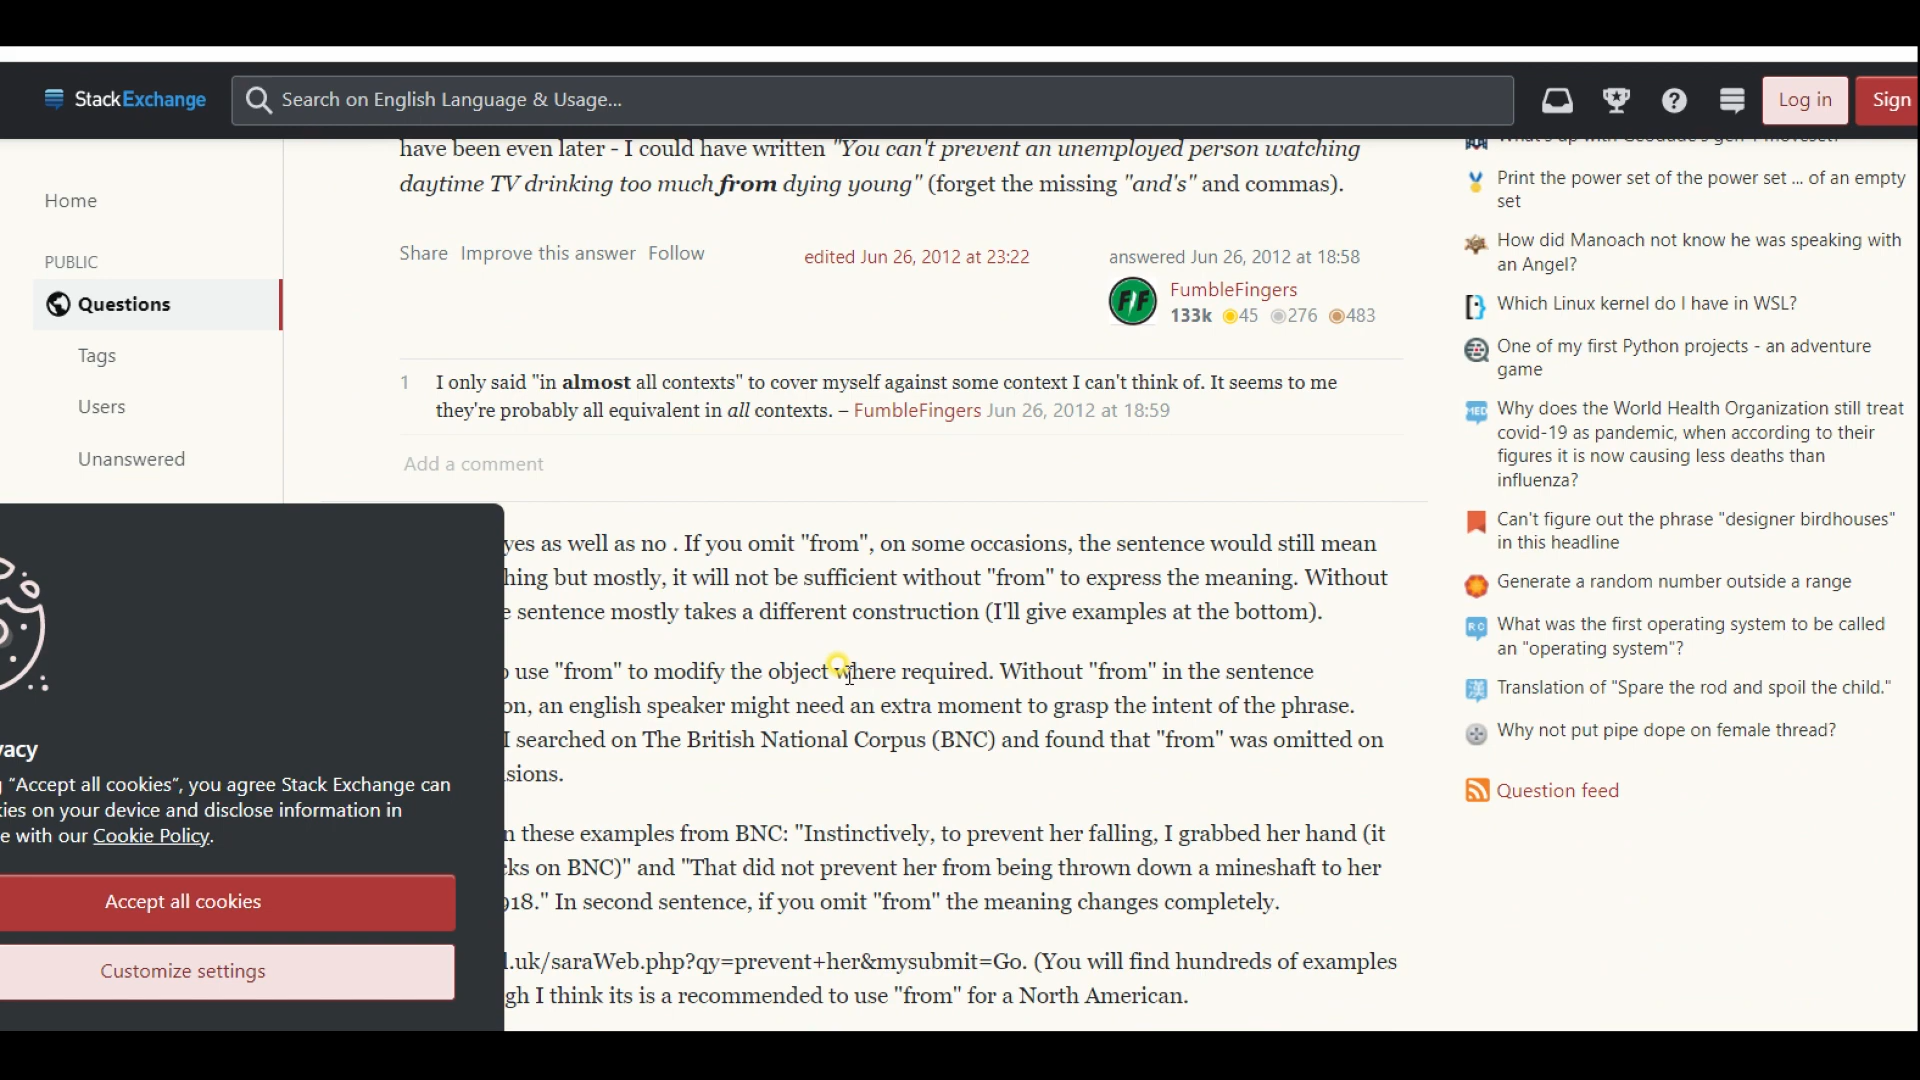 StackExchange
Search on English Language & Usage...
Log in
Sign
Home
PUBLIC
Questions
Tags
Users
Unanswered
have been even later - I could have written "You can't prevent an unemployed person watching
daytime TV drinking too much from dying young" (forget the missing "and's" and commas).
Share Improve this answer Follow
edited Jun 26, 2012 at 23:22
answered Jun 26, 2012 at 18:58
FumbleFingers
133k 45 276 483
1 I only said "in almost all contexts" to cover myself against some context I can't think of. It seems to me
they're probably all equivalent in all contexts. – FumbleFingers Jun 26, 2012 at 18:59
Add a comment
yes as well as no . If you omit "from", on some occasions, the sentence would still mean
hing but mostly, it will not be sufficient without "from" to express the meaning. Without
e sentence mostly takes a different construction (I'll give examples at the bottom).
use "from" to modify the object where required. Without "from" in the sentence
on, an english speaker might need an extra moment to grasp the intent of the phrase.
I searched on The British National Corpus (BNC) and found that "from" was omitted on
sions.
n these examples from BNC: "Instinctively, to prevent her falling, I grabbed her hand (it
ks on BNC)" and "That did not prevent her from being thrown down a mineshaft to her
918." In second sentence, if you omit "from" the meaning changes completely.
l.uk/saraWeb.php?qy=prevent+her&mysubmit=Go. (You will find hundreds of examples
gh I think its is a recommended to use "from" for a North American.
vacy
"Accept all cookies", you agree Stack Exchange can
ies on your device and disclose information in
e with our Cookie Policy.
Accept all cookies
Customize settings
Print the power set of the power set ... of an empty
set
How did Manoach not know he was speaking with
an Angel?
Which Linux kernel do I have in WSL?
One of my first Python projects - an adventure
game
MED
Why does the World Health Organization still treat
covid-19 as pandemic, when according to their
figures it is now causing less deaths than
influenza?
Can't figure out the phrase "designer birdhouses"
in this headline
Generate a random number outside a range
RC
What was the first operating system to be called
an "operating system"?
Translation of "Spare the rod and spoil the child."
Why not put pipe dope on female thread?
Question feed